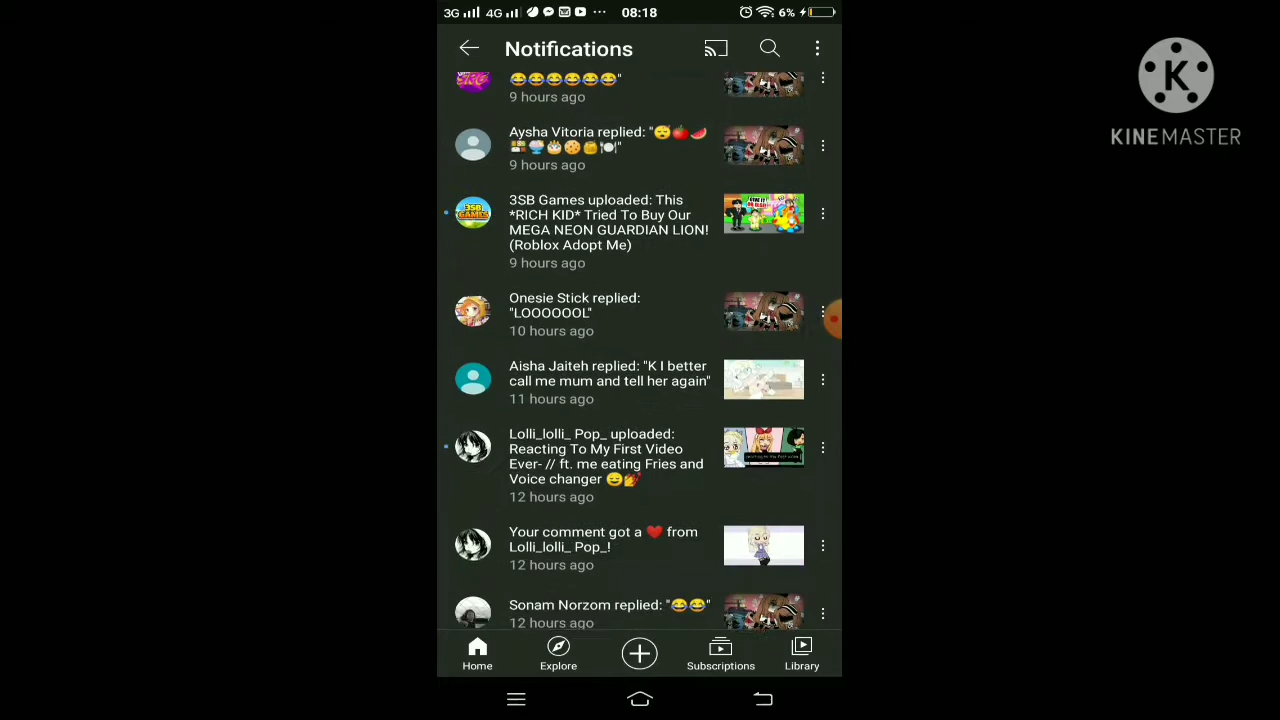 3G 4G 08:18 6%
Notifications
😂😂😂😂😂😂"
9 hours ago
Aysha Vitoria replied: "😴🍅🍉
🍱🍧🎂🍪🍯🍽️"
9 hours ago
3SB Games uploaded: This
*RICH KID* Tried To Buy Our
MEGA NEON GUARDIAN LION!
(Roblox Adopt Me)
9 hours ago
3SB
GAMES
Onesie Stick replied:
"LOOOOOOL"
10 hours ago
Aisha Jaiteh replied: "K I better
call me mum and tell her again"
11 hours ago
Lolli_lolli_ Pop_ uploaded:
Reacting To My First Video
Ever- // ft. me eating Fries and
Voice changer 😌💅
12 hours ago
Your comment got a ❤️ from
Lolli_lolli_ Pop_!
12 hours ago
Sonam Norzom replied: "😂😂"
12 hours ago
Home Explore Subscriptions Library
K
KINEMASTER